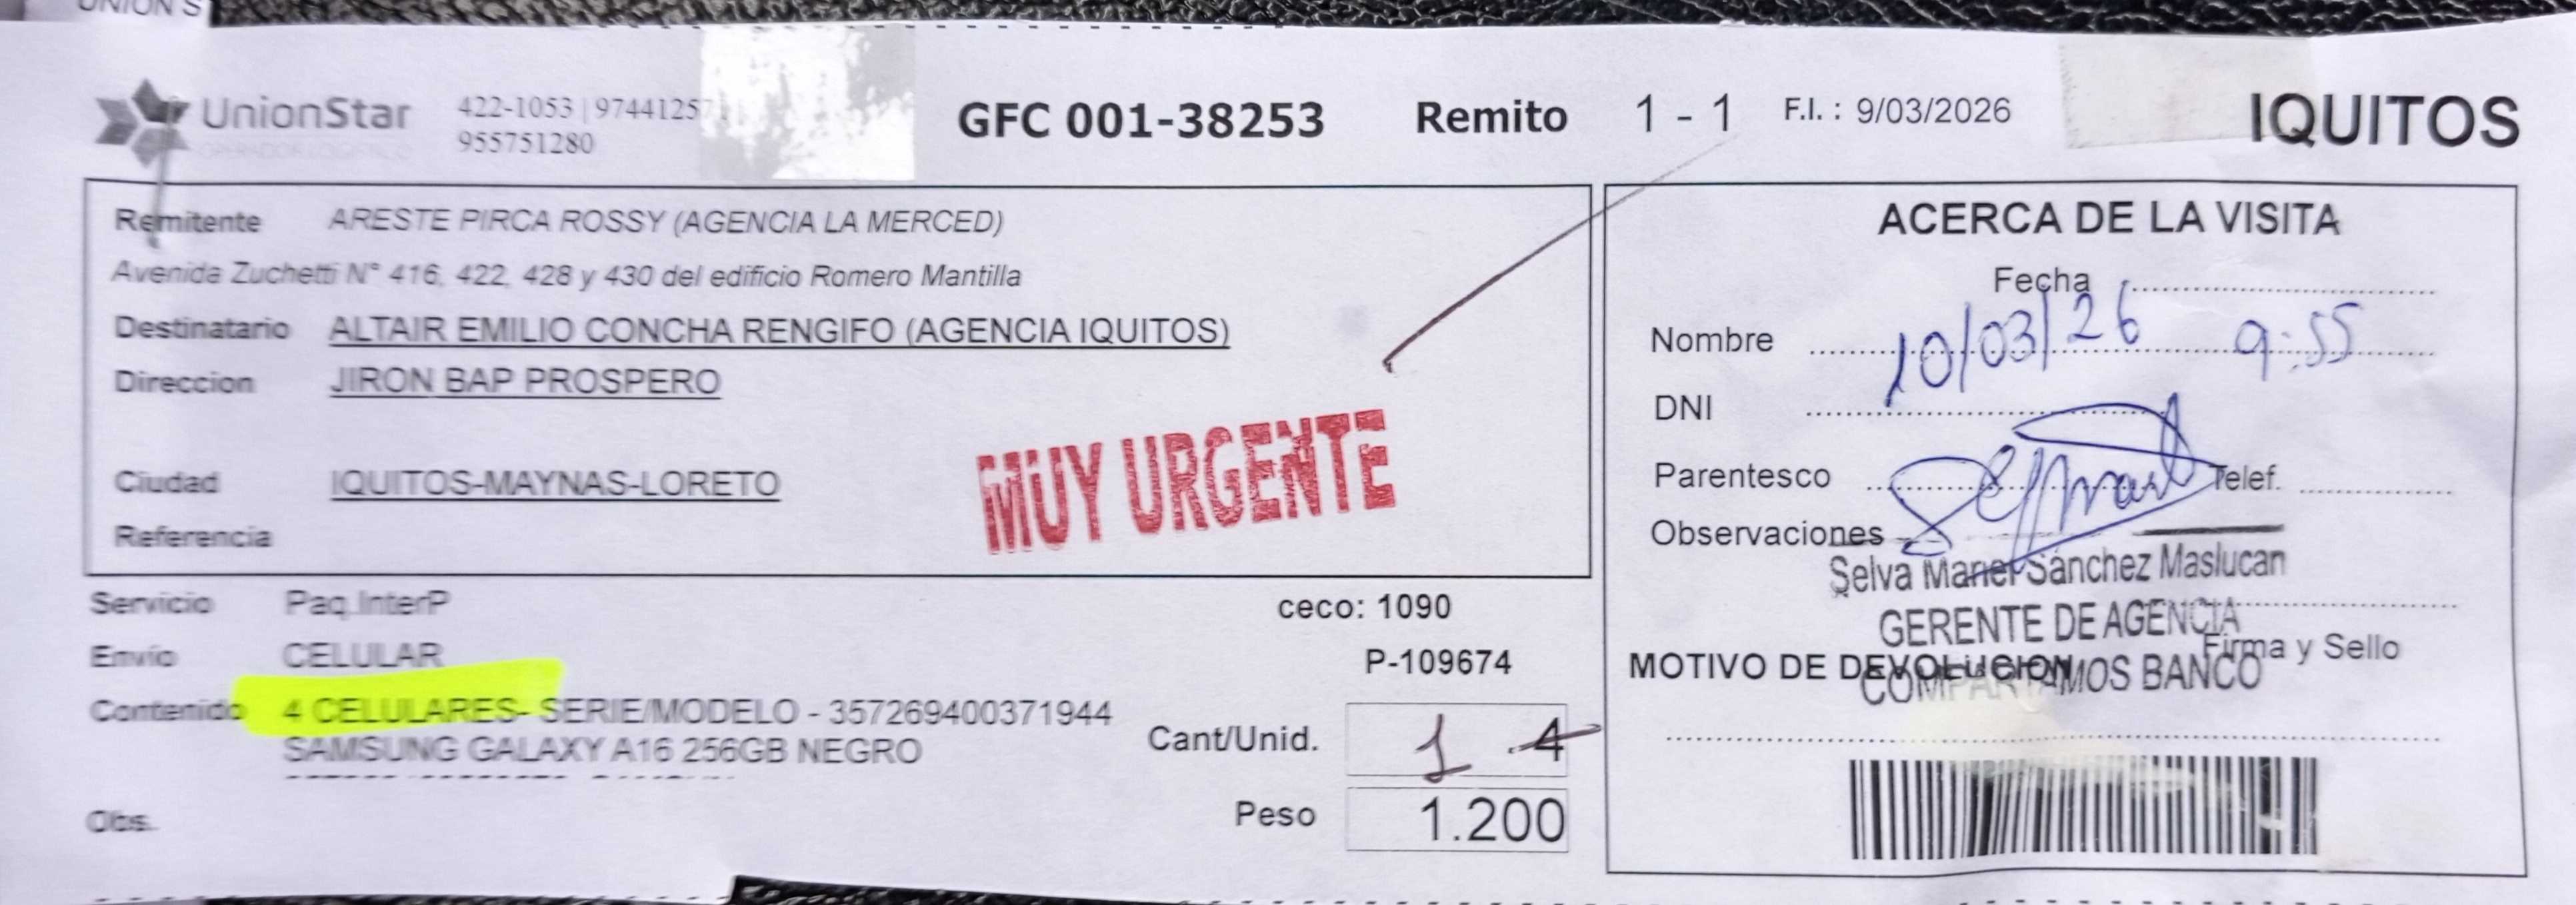 UNION S
UnionStar
422-1053 | 97441257
955751280
GFC 001-38253 Remito 1 - 1 F.I. : 9/03/2026 IQUITOS
OPERADOR LOGISTICO
Remitente ARESTE PIRCA ROSSY (AGENCIA LA MERCED)
Avenida Zuchetti N° 416, 422, 428 y 430 del edificio Romero Mantilla
Destinatario ALTAIR EMILIO CONCHA RENGIFO (AGENCIA IQUITOS)
Direccion JIRON BAP PROSPERO
MUY URGENTE
Ciudad IQUITOS-MAYNAS-LORETO
Referencia
Servicio Paq.InterP
ceco: 1090
Envío CELULAR
P-109674
Contenido 4 CELULARES- SERIE/MODELO - 357269400371944
SAMSUNG GALAXY A16 256GB NEGRO
Cant/Unid. 1 4
Peso 1.200
Obs.
ACERCA DE LA VISITA
Fecha
10/03/26 9:55
Nombre
DNI
Parentesco Telef.
Observaciones
Selva Mariel Sánchez Maslucan
GERENTE DE AGENCIA
Firma y Sello
COMPARTAMOS BANCO
MOTIVO DE DEVOLUCION